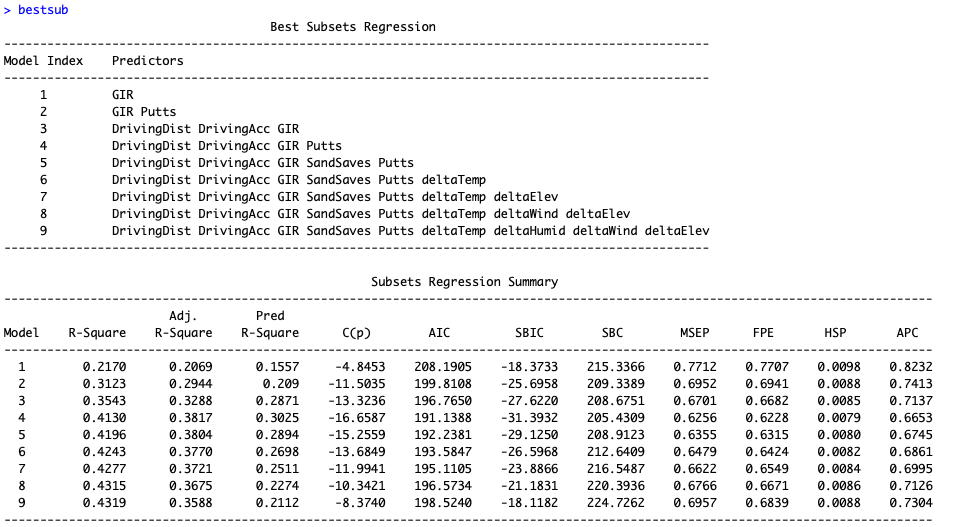 > bestsub
Best Subsets Regression
------------------------------------------------------------------------------------------
Model Index    Predictors
------------------------------------------------------------------------------------------
1    GIR
2    GIR Putts
3    DrivingDist DrivingAcc GIR
4    DrivingDist DrivingAcc GIR Putts
5    DrivingDist DrivingAcc GIR SandSaves Putts
6    DrivingDist DrivingAcc GIR SandSaves Putts deltaTemp
7    DrivingDist DrivingAcc GIR SandSaves Putts deltaTemp deltaElev
8    DrivingDist DrivingAcc GIR SandSaves Putts deltaTemp deltaWind deltaElev
9    DrivingDist DrivingAcc GIR SandSaves Putts deltaTemp deltaHumid deltaWind deltaElev
------------------------------------------------------------------------------------------
Subsets Regression Summary
------------------------------------------------------------------------------------------
Adj.    Pred
Model    R-Square    R-Square    R-Square    C(p)    AIC    SBIC    SBC    MSEP    FPE    HSP    APC
------------------------------------------------------------------------------------------
1    0.2170    0.2069    0.1557    -4.8453    208.1905    -18.3733    215.3366    0.7712    0.7707    0.0098    0.8232
2    0.3123    0.2944    0.209    -11.5035    199.8108    -25.6958    209.3389    0.6952    0.6941    0.0088    0.7413
3    0.3543    0.3288    0.2871    -13.3236    196.7650    -27.6220    208.6751    0.6701    0.6682    0.0085    0.7137
4    0.4130    0.3817    0.3025    -16.6587    191.1388    -31.3932    205.4309    0.6256    0.6228    0.0079    0.6653
5    0.4196    0.3804    0.2894    -15.2559    192.2381    -29.1250    208.9123    0.6355    0.6315    0.0080    0.6745
6    0.4243    0.3770    0.2698    -13.6849    193.5847    -26.5968    212.6409    0.6479    0.6424    0.0082    0.6861
7    0.4277    0.3721    0.2511    -11.9941    195.1105    -23.8866    216.5487    0.6622    0.6549    0.0084    0.6995
8    0.4315    0.3675    0.2274    -10.3421    196.5734    -21.1831    220.3936    0.6766    0.6671    0.0086    0.7126
9    0.4319    0.3588    0.2112    -8.3740    198.5240    -18.1182    224.7262    0.6957    0.6839    0.0088    0.7304
------------------------------------------------------------------------------------------